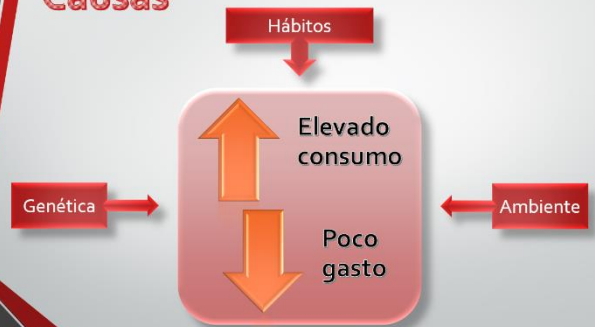 Causas
Hábitos
Elevado
consumo
Genética
Ambiente
Poco
gasto